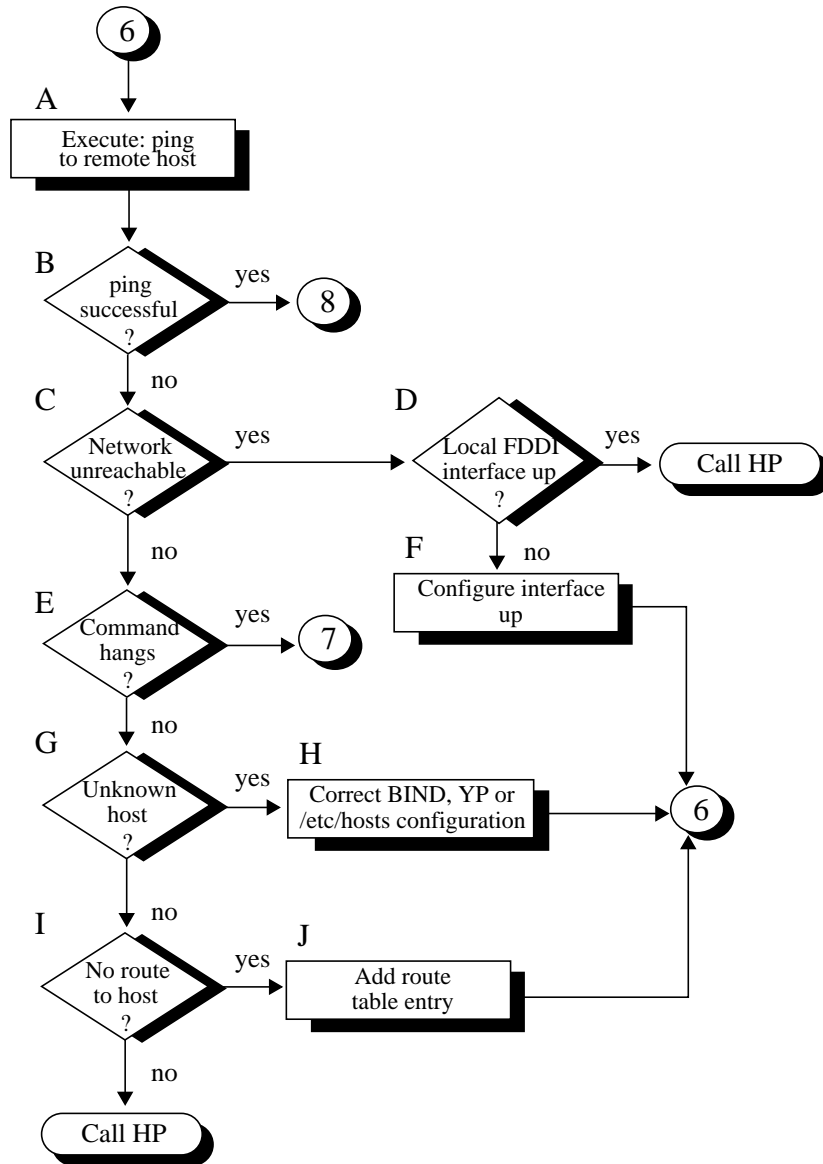 6
A
Execute: ping
to remote host
B
ping
successful
?
yes
8
no
C
Network
unreachable
?
yes
D
Local FDDI
interface up
?
yes
Call HP
no
no
F
Configure interface
up
E
Command
hangs
?
yes
7
no
G
Unknown
host
?
yes
H
Correct BIND, YP or
/etc/hosts configuration
6
no
I
No route
to host
?
yes
J
Add route
table entry
no
Call HP